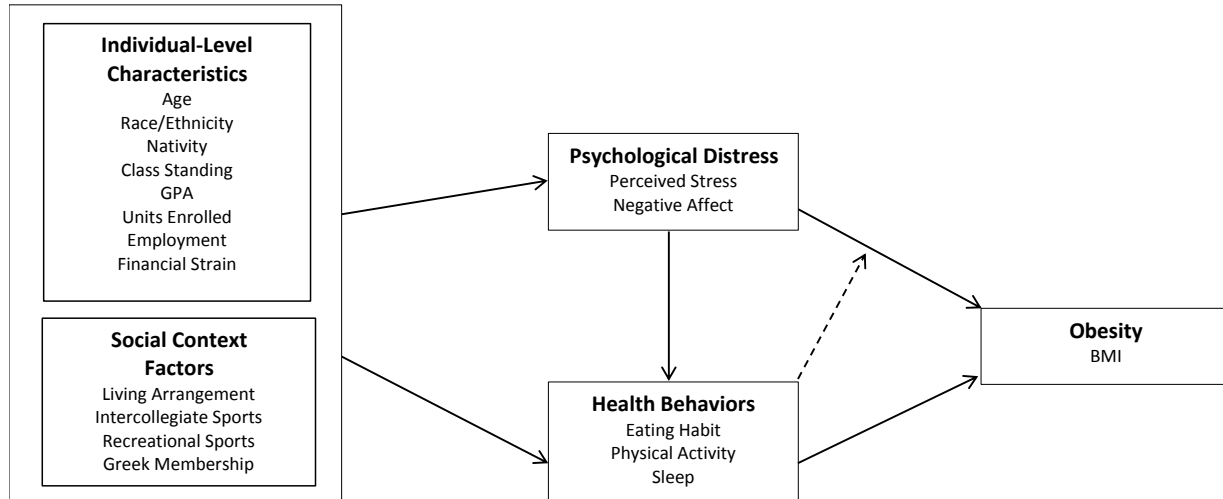 Individual-Level
Characteristics
Age
Race/Ethnicity
Nativity
Class Standing
GPA
Units Enrolled
Employment
Financial Strain
Social Context
Factors
Living Arrangement
Intercollegiate Sports
Recreational Sports
Greek Membership
Psychological Distress
Perceived Stress
Negative Affect
Health Behaviors
Eating Habit
Physical Activity
Sleep
Obesity
BMI